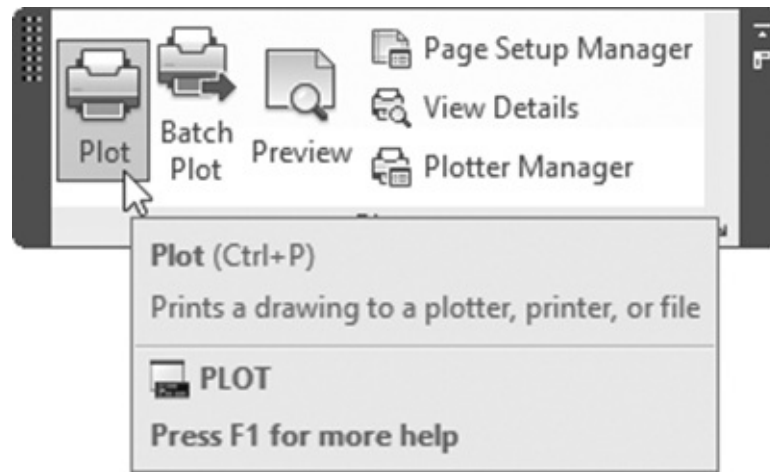 Plot
Batch
Plot
Preview
Page Setup Manager
View Details
Plotter Manager
Plot (Ctrl+P)
Prints a drawing to a plotter, printer, or file
PLOT
Press F1 for more help